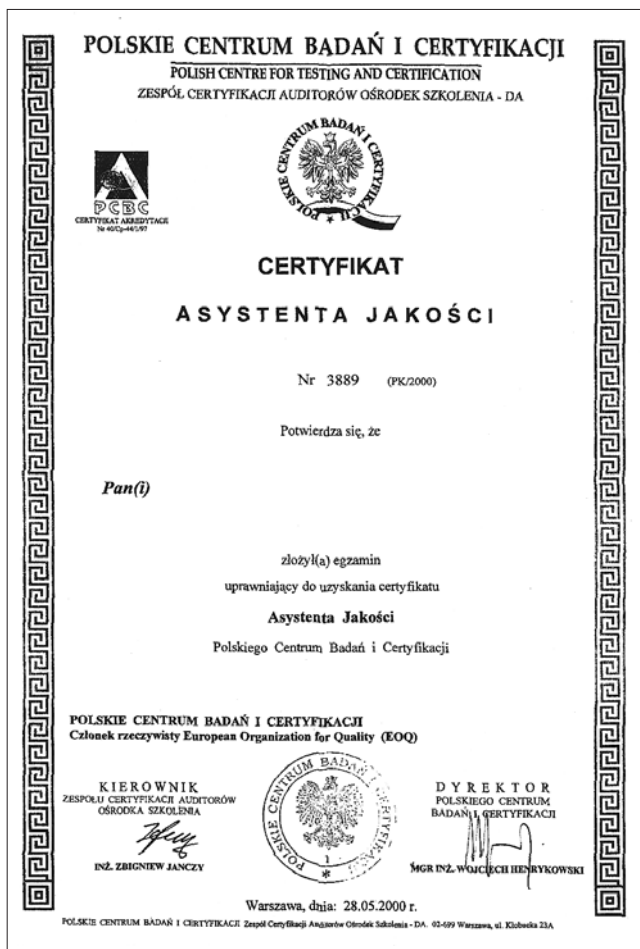 POLSKIE CENTRUM BADAŃ I CERTYFIKACJI
POLISH CENTRE FOR TESTING AND CERTIFICATION
ZESPÓŁ CERTYFIKACJI AUDITORÓW OŚRODEK SZKOLENIA - DA
POLSKIE CENTRUM BADAŃ I CERTYFIKACJI
PCBC
CERTYFIKAT AKREDYTACJI
CERTYFIKAT
ASYSTENTA JAKOŚCI
Nr 3889 (PK/2000)
Potwierdza się, że
Pan(i)
złożył(a) egzamin
uprawniający do uzyskania certyfikatu
Asystenta Jakości
Polskiego Centrum Badań i Certyfikacji
POLSKIE CENTRUM BADAŃ I CERTYFIKACJI
Członek rzeczywisty European Organization for Quality (EOQ)
KIEROWNIK
ZESPOŁU CERTYFIKACJI AUDITORÓW
OŚRODKA SZKOLENIA
INŻ. ZBIGNIEW JANCZY
POLSKIE CENTRUM BADAŃ I CERTYFIKACJI
1
DYREKTOR
POLSKIEGO CENTRUM
BADAŃ I CERTYFIKACJI
MGR INŻ. WOJCIECH HENRYKOWSKI
Warszawa, dnia: 28.05.2000 r.
POLSKIE CENTRUM BADAŃ I CERTYFIKACJI Zespół Certyfikacji Auditorów Ośrodek Szkolenia - DA. 02-699 Warszawa, ul. Kłobucka 23A